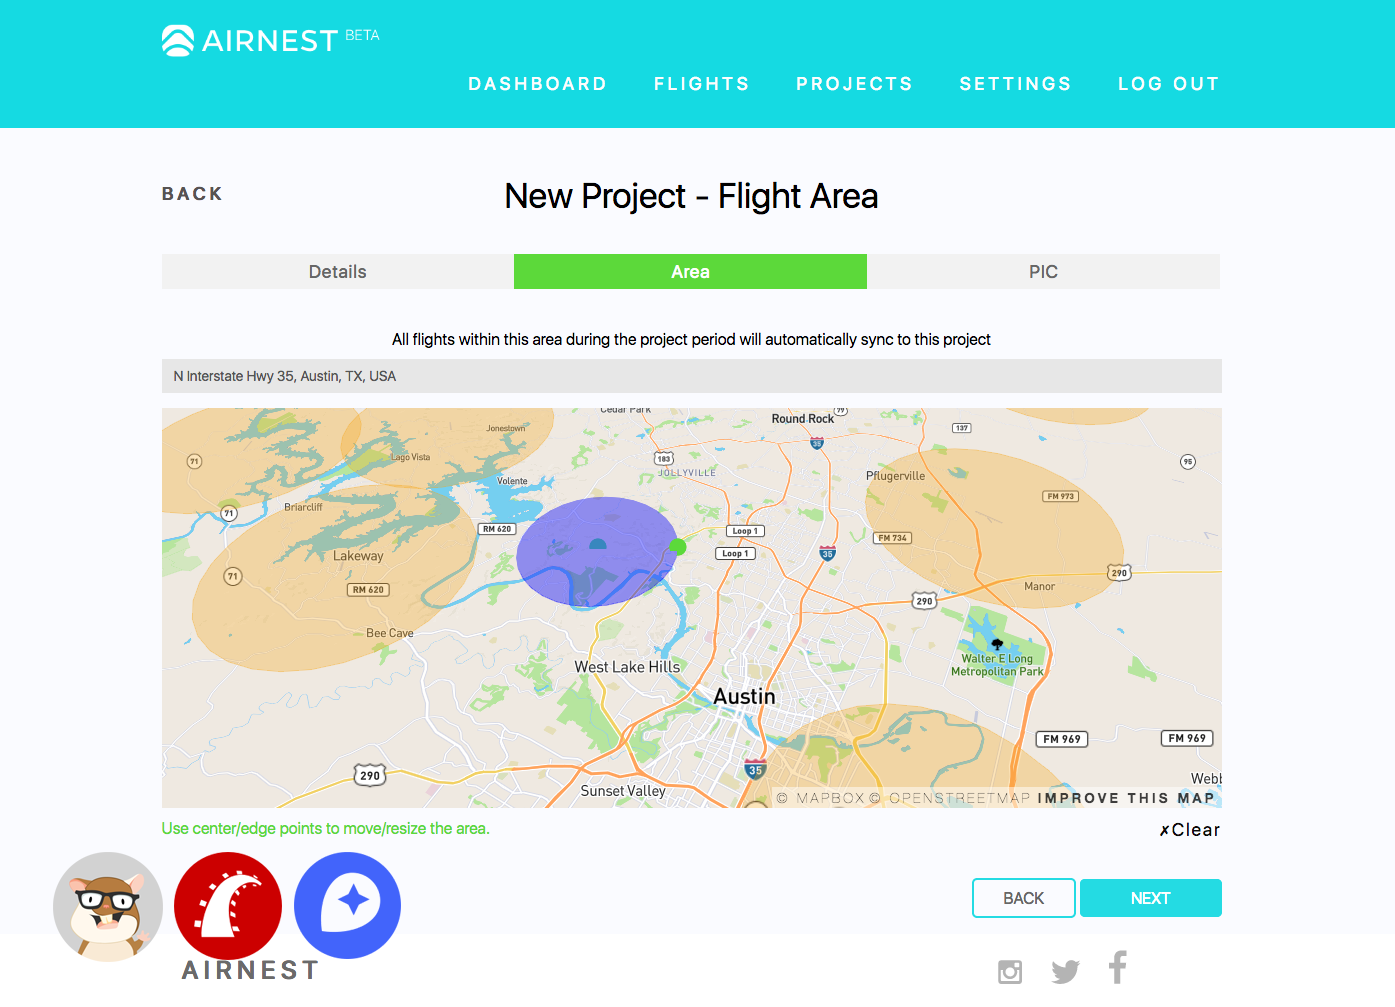 AIRNEST BETA
DASHBOARD FLIGHTS PROJECTS SETTINGS LOG OUT
BACK
New Project - Flight Area
Details Area PIC
All flights within this area during the project period will automatically sync to this project
N Interstate Hwy 35, Austin, TX, USA
Cedar Park
79
Round Rock
Jonestown
137
35
71
Lago Vista
183
95
JOLLYVILLE
Volente
Pflugerville
FM 973
Briarcliff
71
RM 620
Loop 1
FM 734
Lakeway
Loop 1
35
71
290
RM 620
Manor
290
Bee Cave
West Lake Hills
Walter E Long
Metropolitan Park
Austin
FM 969
FM 969
290
35
Sunset Valley
Webb
© MAPBOX © OPENSTREETMAP IMPROVE THIS MAP
Use center/edge points to move/resize the area.
✗Clear
BACK NEXT
AIRNEST